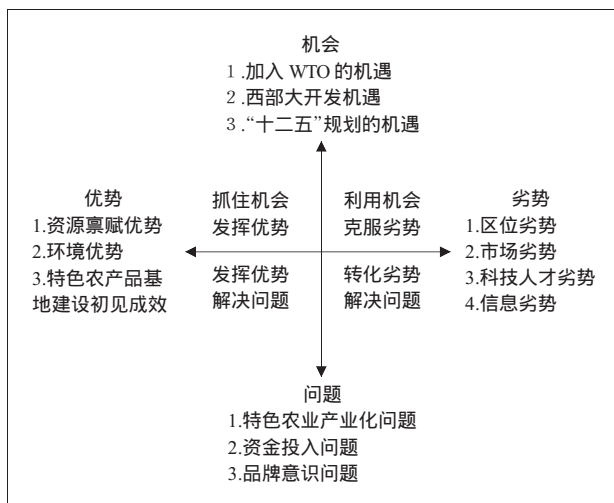 机会
1.加入 WTO 的机遇
2.西部大开发机遇
3.“十二五”规划的机遇
优势
1.资源禀赋优势
2.环境优势
3.特色农产品基
地建设初见成效
抓住机会
发挥优势
利用机会
克服劣势
发挥优势
解决问题
转化劣势
解决问题
劣势
1.区位劣势
2.市场劣势
3.科技人才劣势
4.信息劣势
问题
1.特色农业产业化问题
2.资金投入问题
3.品牌意识问题